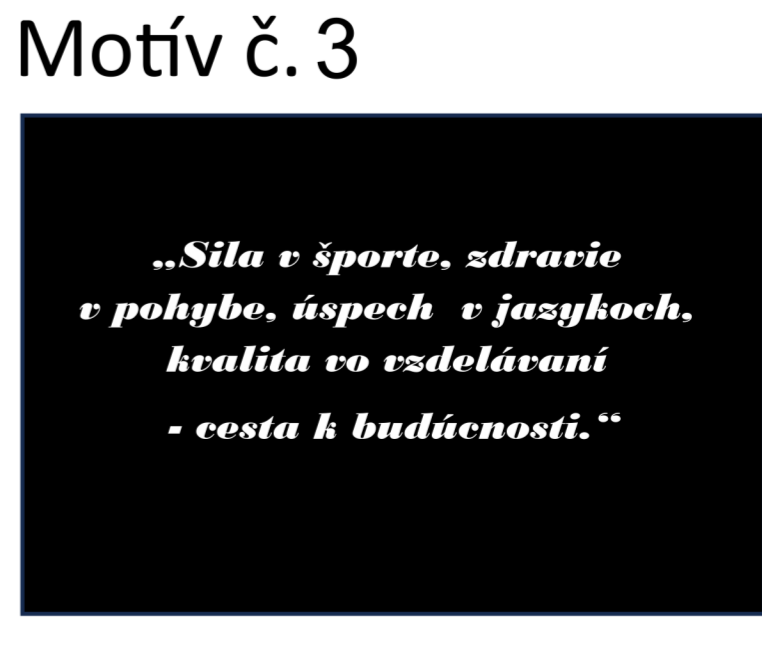 Motív č. 3
„Sila v športe, zdravie
v pohybe, úspech v jazykoch,
kvalita vo vzdelávaní
- cesta k budúcnosti.“